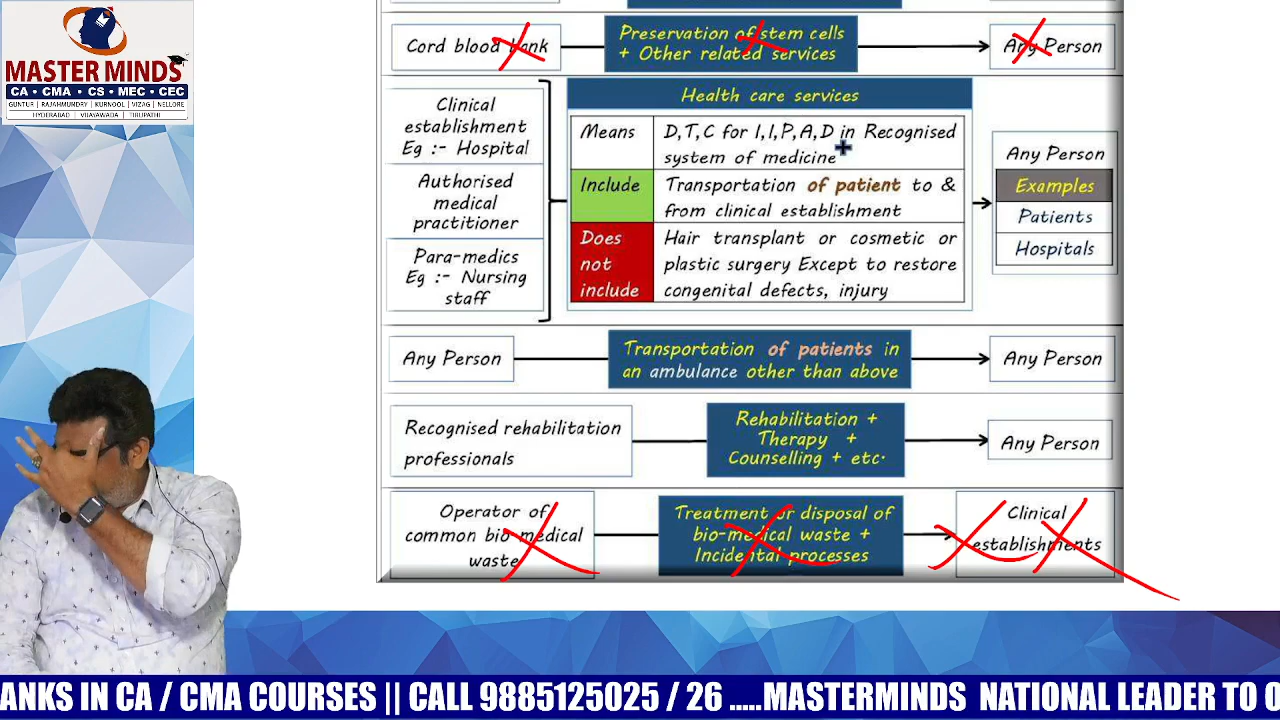 MASTER MINDS
CA • CMA • CS • MEC • CEC
GUNTUR | RAJAHMUNDRY | KURNOOL | VIZAG | NELLORE
HYDERABAD | VIJAYAWADA | TIRUPATHI
Cord blood bank
Preservation of stem cells
+ Other related services
Any Person
Clinical
establishment
Eg :- Hospital
Authorised
medical
practitioner
Para-medics
Eg :- Nursing
staff
Health care services
Means
D,T,C for I,I,P,A,D in Recognised
system of medicine
Include
Transportation of patient to &
from clinical establishment
Does
not
include
Hair transplant or cosmetic or
plastic surgery Except to restore
congenital defects, injury
Any Person
Examples
Patients
Hospitals
Any Person
Transportation of patients in
an ambulance other than above
Any Person
Recognised rehabilitation
professionals
Rehabilitation +
Therapy +
Counselling + etc.
Any Person
Operator of
common bio-medical
waste
Treatment or disposal of
bio-medical waste +
Incidental processes
Clinical
establishments
ANKS IN CA / CMA COURSES || CALL 9885125025 / 26 .....MASTERMINDS NATIONAL LEADER TO